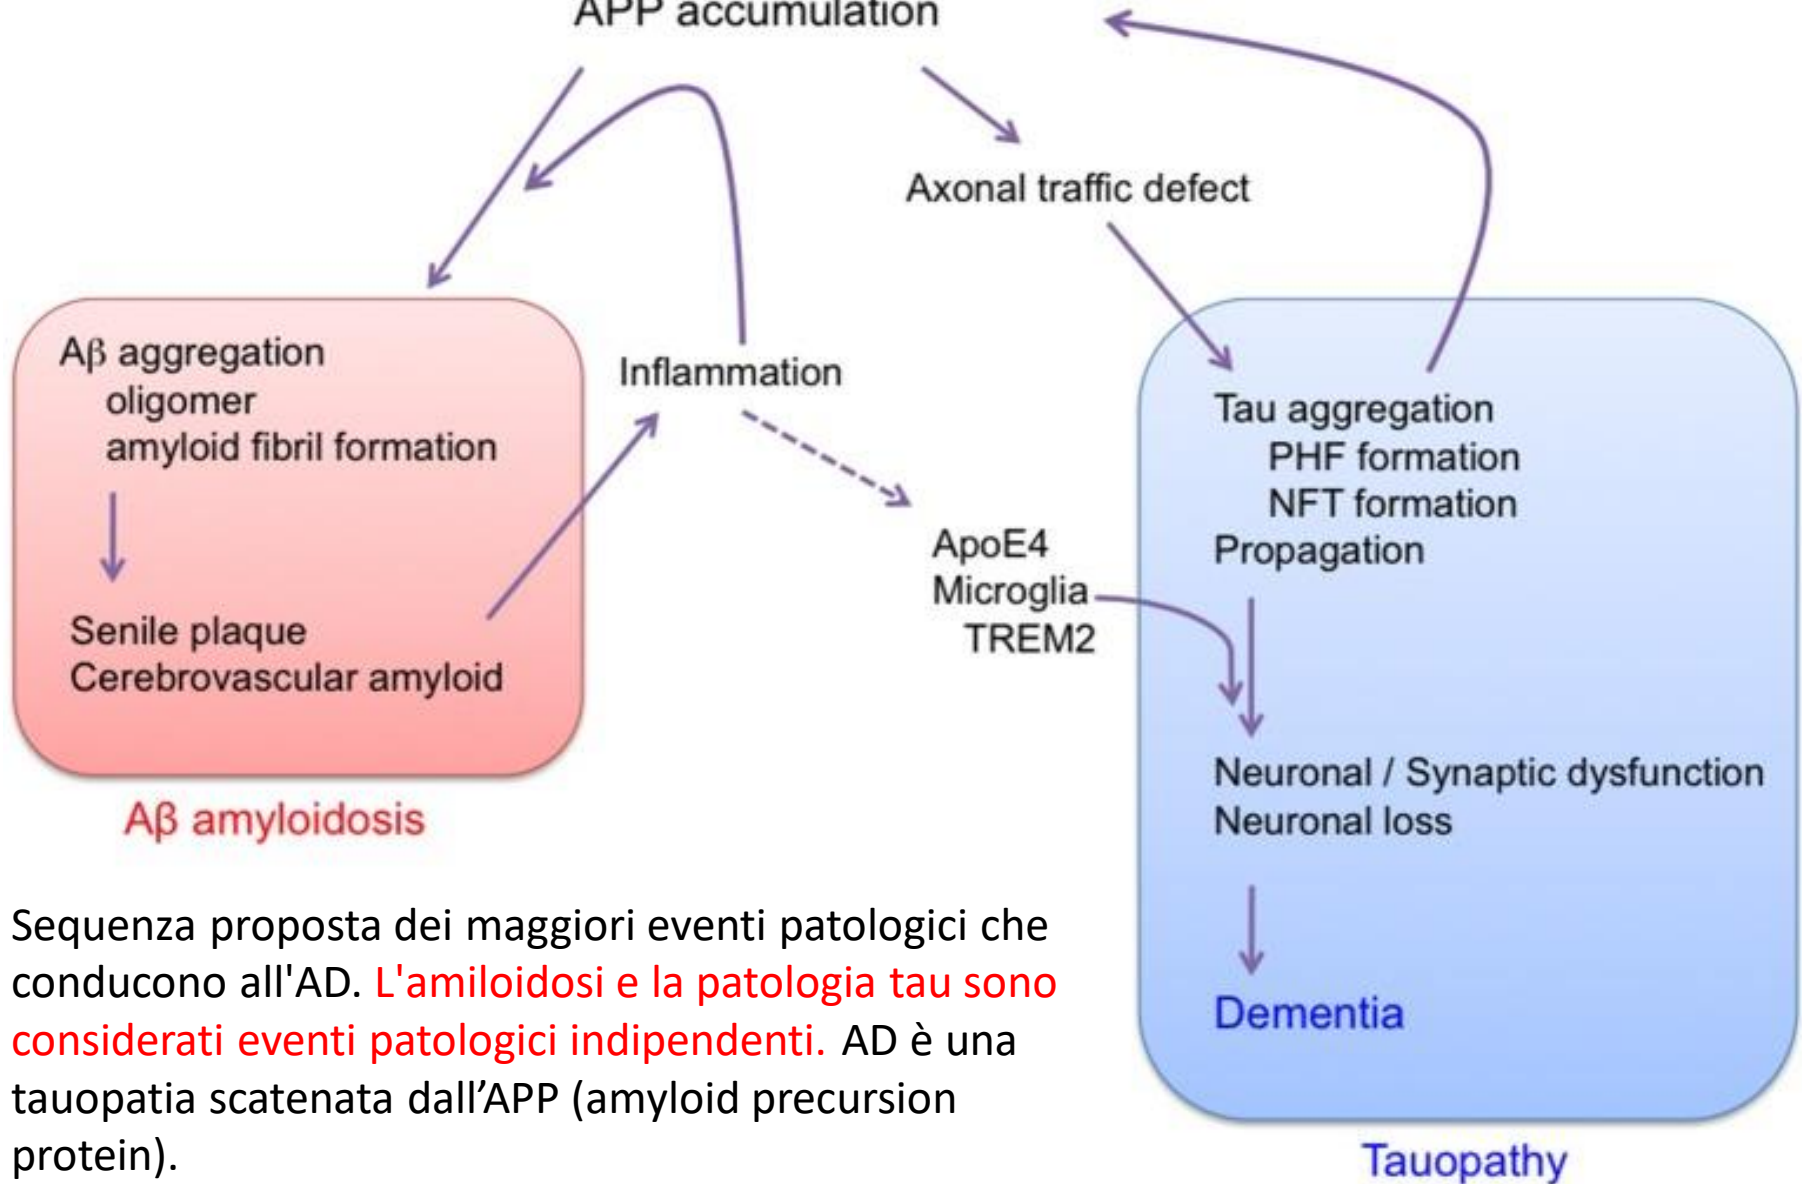 APP accumulation
Axonal traffic defect
Aβ aggregation
oligomer
amyloid fibril formation
Senile plaque
Cerebrovascular amyloid
Aβ amyloidosis
Inflammation
ApoE4
Microglia
TREM2
Tau aggregation
PHF formation
NFT formation
Propagation
Neuronal / Synaptic dysfunction
Neuronal loss
Dementia
Tauopathy
Sequenza proposta dei maggiori eventi patologici che
conducono all'AD. L'amiloidosi e la patologia tau sono
considerati eventi patologici indipendenti. AD è una
tauopatia scatenata dall’APP (amyloid precursion
protein).